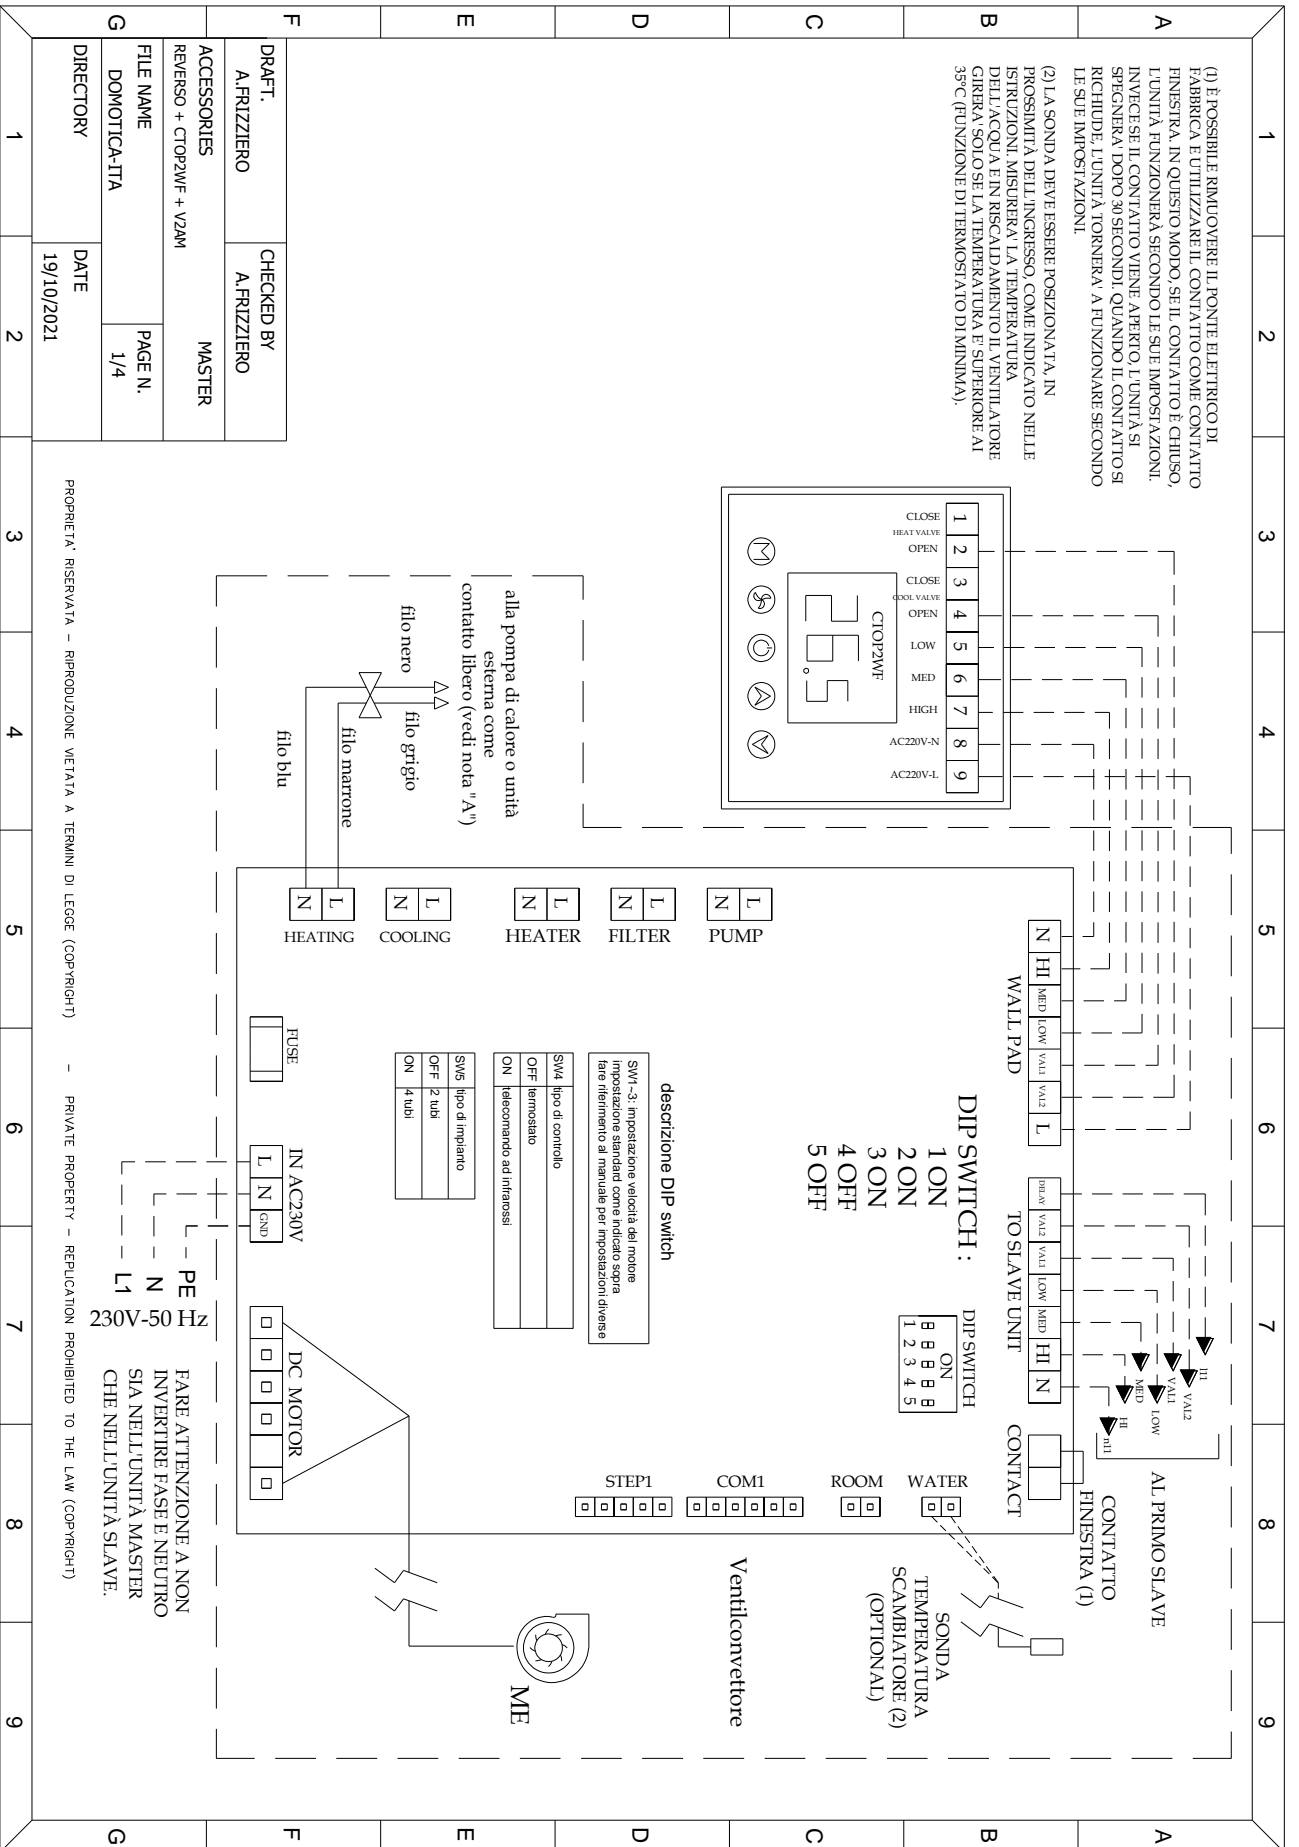 (1) È POSSIBILE RIMUOVERE IL PONTE ELETTRICO DI
FABBRICA E UTILIZZARE IL CONTATTO COME CONTATTO
FINESTRA. IN QUESTO MODO, SE IL CONTATTO È CHIUSO,
L'UNITÀ FUNZIONERÀ SECONDO LE SUE IMPOSTAZIONI.
INVECE SE IL CONTATTO VIENE APERTO, L'UNITÀ SI
SPEGNERA' DOPO 30 SECONDI. QUANDO IL CONTATTO SI
RICHIUDE, L'UNITÀ TORNERA' A FUNZIONARE SECONDO
LE SUE IMPOSTAZIONI.
(2) LA SONDA DEVE ESSERE POSIZIONATA, IN
PROSSIMITÀ DELL'INGRESSO, COME INDICATO NELLE
ISTRUZIONI. MISURERA' LA TEMPERATURA
DELL'ACQUA E IN RISCALDAMENTO IL VENTILATORE
GIRERA' SOLO SE LA TEMPERATURA E' SUPERIORE AI
35°C (FUNZIONE DI TERMOSTATO DI MINIMA).
1 2 3 4 5 6 7 8 9
A B C D E F G
1 2 3 4 5 6 7 8 9
CLOSE
HEAT VALVE
OPEN
CLOSE
COOL VALVE
OPEN
LOW
MED
HIGH
AC220V-N
AC220V-L
CTOP2WF
26.5
M
N HI MED LOW VAL1 VAL2 L
WALL PAD
DELAY VAL2 VAL1 LOW MED HI N
TO SLAVE UNIT
l11
VAL2
VAL1
LOW
MED
HI
n11
AL PRIMO SLAVE
CONTACT
CONTATTO
FINESTRA (1)
DIP SWITCH :
1 ON
2 ON
3 ON
4 OFF
5 OFF
DIP SWITCH
ON
1 2 3 4 5
WATER
ROOM
COM1
STEP1
SONDA
TEMPERATURA
SCAMBIATORE (2)
(OPTIONAL)
Ventilconvettore
ME
descrizione DIP switch
SW1~3: impostazione velocità del motore
impostazione standard come indicato sopra
fare riferimento al manuale per impostazioni diverse
SW4 tipo di controllo
OFF termostato
ON telecomando ad infrarossi
SW5 tipo di impianto
OFF 2 tubi
ON 4 tubi
L N
PUMP
L N
FILTER
L N
HEATER
L N
COOLING
L N
HEATING
alla pompa di calore o unità
esterna come
contatto libero (vedi nota "A")
filo nero
filo grigio
filo marrone
filo blu
FUSE
IN AC230V
L N GND
DC MOTOR
PE
N
L1
230V-50 Hz
FARE ATTENZIONE A NON
INVERTIRE FASE E NEUTRO
SIA NELL'UNITÀ MASTER
CHE NELL'UNITÀ SLAVE.
DRAFT.
A.FRIZZIERO
CHECKED BY
A.FRIZZIERO
ACCESSORIES
MASTER
REVERSO + CTOP2WF + V2AM
FILE NAME
DOMOTICA-ITA
PAGE N.
1/4
DIRECTORY
DATE
19/10/2021
PROPRIETA' RISERVATA – RIPRODUZIONE VIETATA A TERMINI DI LEGGE (COPYRIGHT) – PRIVATE PROPERTY – REPLICATION PROHIBITED TO THE LAW (COPYRIGHT)
A B C D E F G